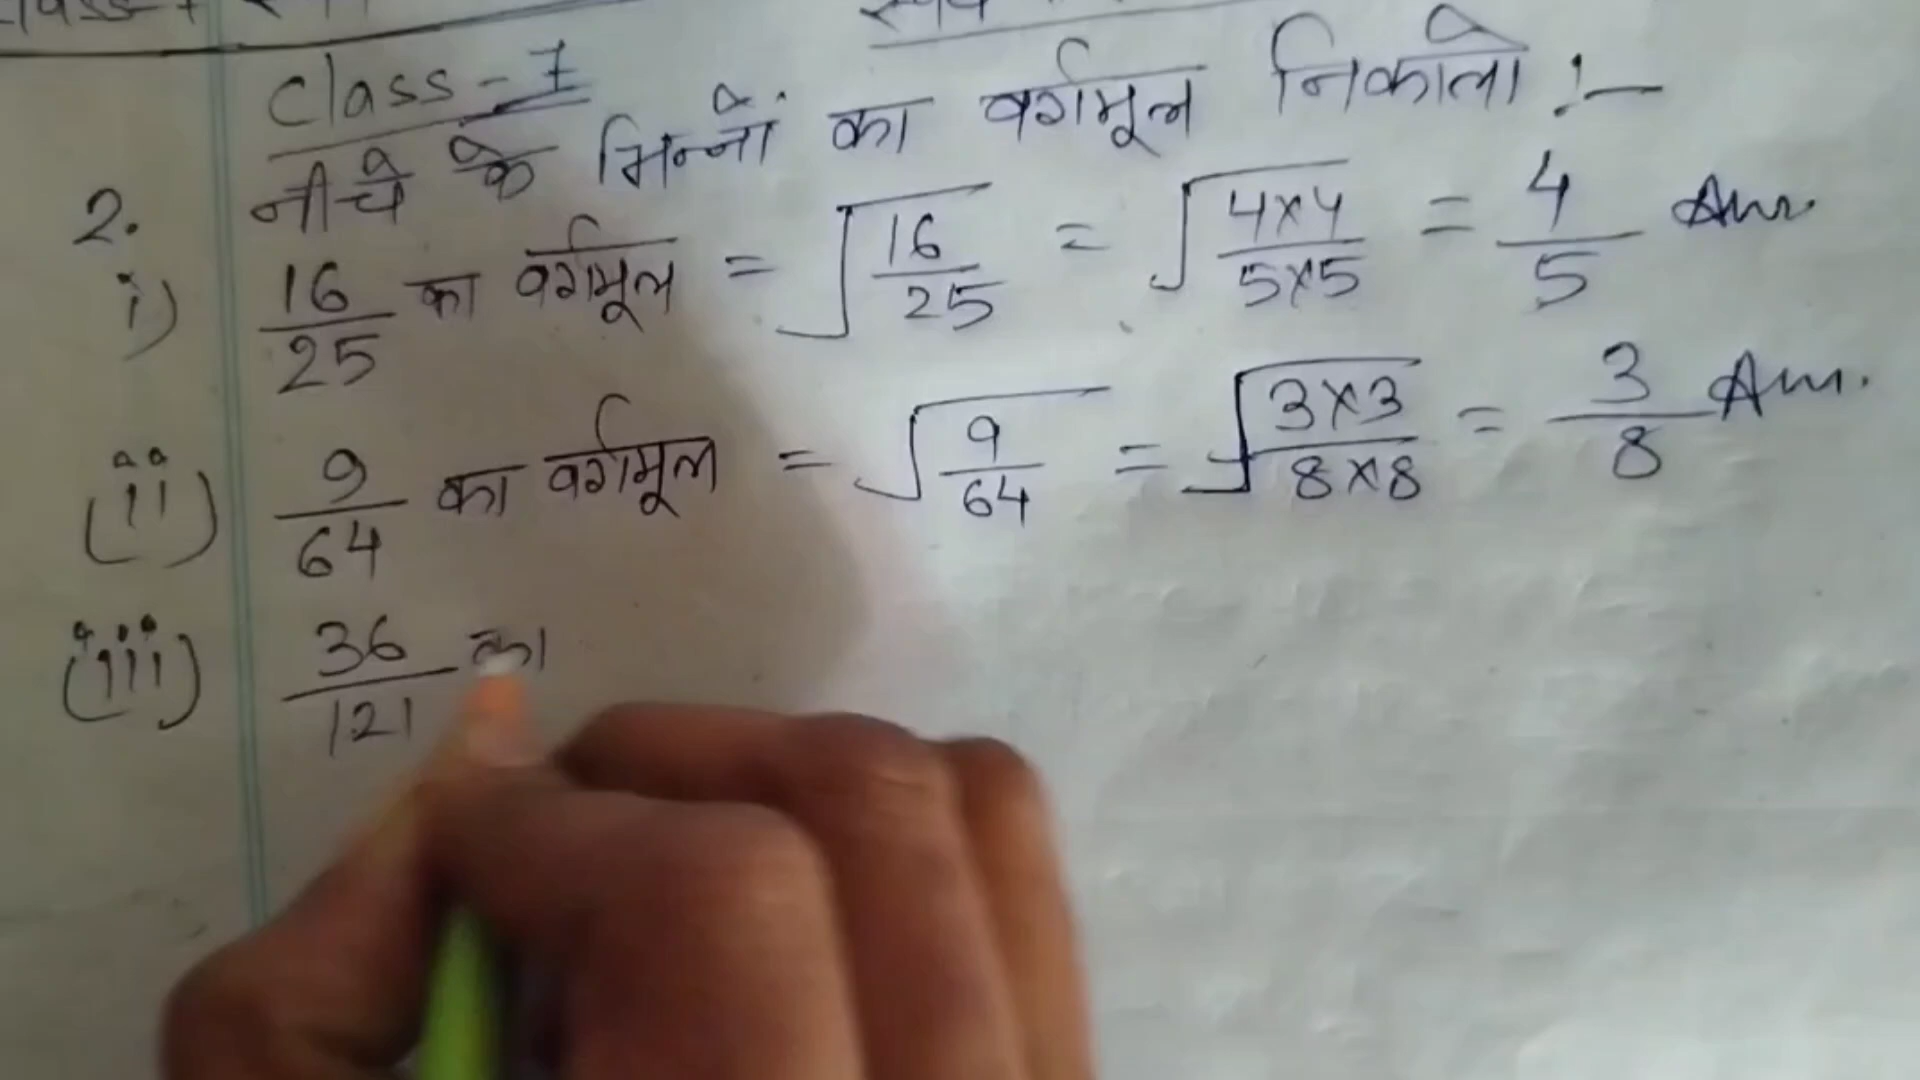 Class-7
2. नीचे के भिन्नों का वर्गमूल निकालो :-
i) 16/25 का वर्गमूल = √(16/25) = √(4×4/5×5) = 4/5 Ans.
(ii) 9/64 का वर्गमूल = √(9/64) = √(3×3/8×8) = 3/8 Ans.
(iii) 36/121 का